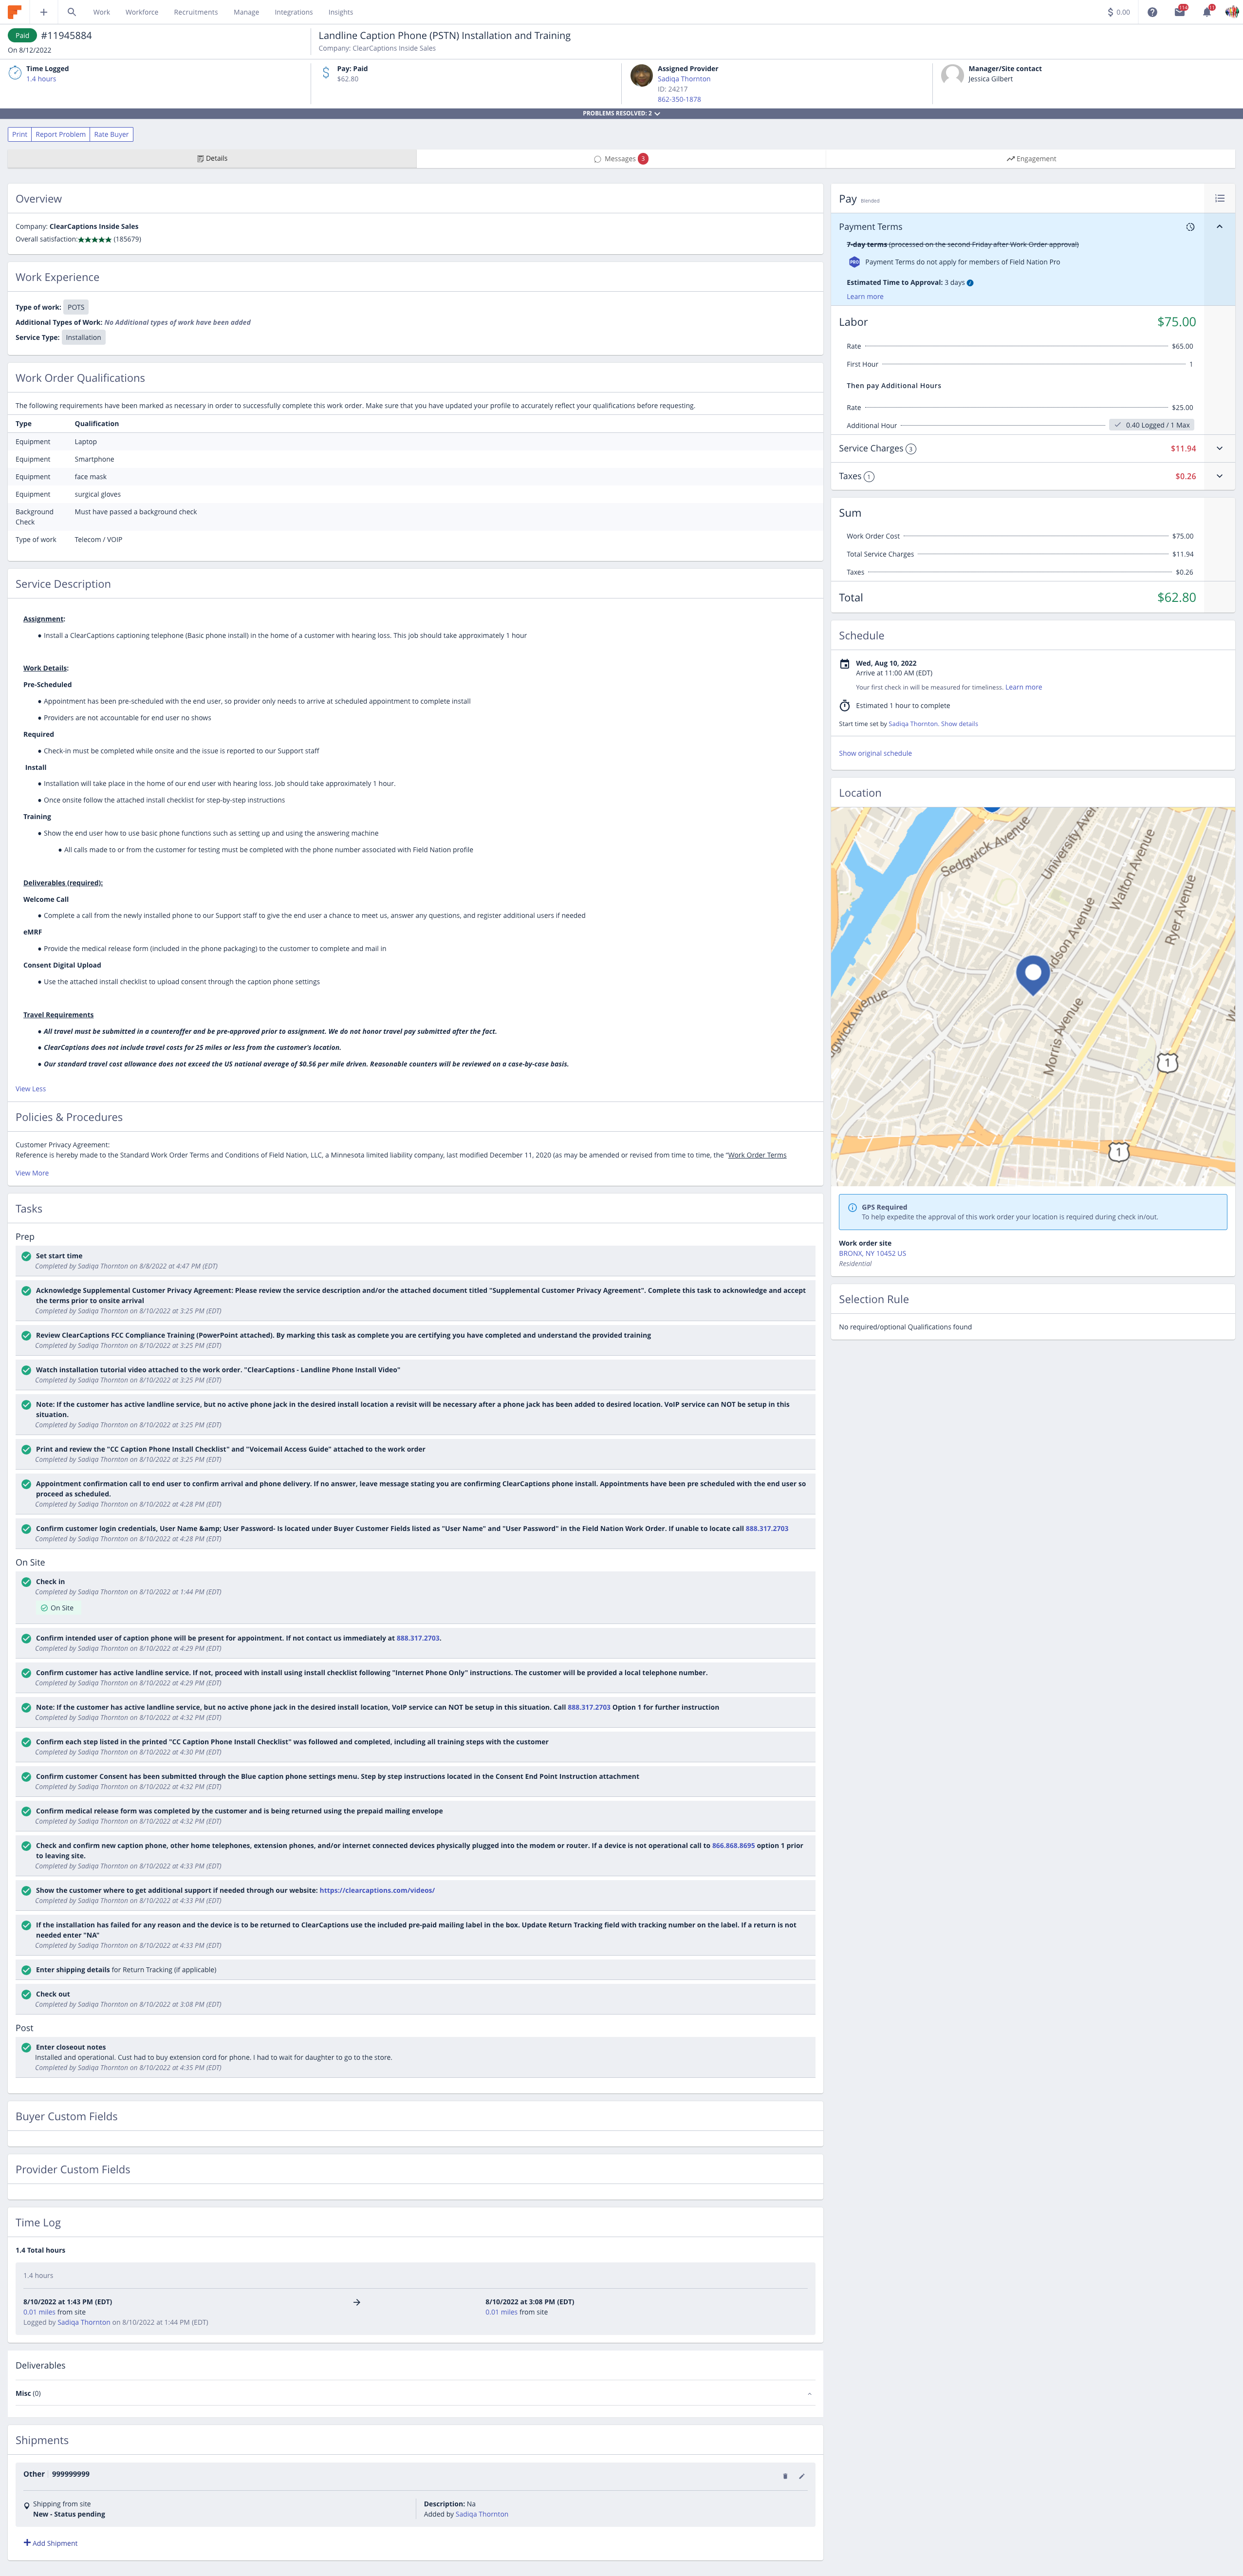 Work Workforce Recruitments Manage Integrations Insights 0.00
Paid #11945884
On 8/12/2022
Landline Caption Phone (PSTN) Installation and Training
Company: ClearCaptions Inside Sales
Time Logged
1.4 hours
Pay: Paid
$62.80
Assigned Provider
Sadiqa Thornton
ID: 24217
862-350-1878
Manager/Site contact
Jessica Gilbert
PROBLEMS RESOLVED: 2
Print Report Problem Rate Buyer
Details Messages 3 Engagement
Overview
Company: ClearCaptions Inside Sales
Overall satisfaction:★★★★★ (185679)
Work Experience
Type of work: POTS
Additional Types of Work: No Additional types of work have been added
Service Type: Installation
Work Order Qualifications
The following requirements have been marked as necessary in order to successfully complete this work order. Make sure that you have updated your profile to accurately reflect your qualifications before requesting.
Type Qualification
Equipment Laptop
Equipment Smartphone
Equipment face mask
Equipment surgical gloves
Background Check Must have passed a background check
Type of work Telecom / VOIP
Service Description
Assignment:
● Install a ClearCaptions captioning telephone (Basic phone install) in the home of a customer with hearing loss. This job should take approximately 1 hour
Work Details:
Pre-Scheduled
● Appointment has been pre-scheduled with the end user, so provider only needs to arrive at scheduled appointment to complete install
● Providers are not accountable for end user no shows
Required
● Check-in must be completed while onsite and the issue is reported to our Support staff
Install
● Installation will take place in the home of our end user with hearing loss. Job should take approximately 1 hour.
● Once onsite follow the attached install checklist for step-by-step instructions
Training
● Show the end user how to use basic phone functions such as setting up and using the answering machine
● All calls made to or from the customer for testing must be completed with the phone number associated with Field Nation profile
Deliverables (required):
Welcome Call
● Complete a call from the newly installed phone to our Support staff to give the end user a chance to meet us, answer any questions, and register additional users if needed
eMRF
● Provide the medical release form (included in the phone packaging) to the customer to complete and mail in
Consent Digital Upload
● Use the attached install checklist to upload consent through the caption phone settings
Travel Requirements
● All travel must be submitted in a counteroffer and be pre-approved prior to assignment. We do not honor travel pay submitted after the fact.
● ClearCaptions does not include travel costs for 25 miles or less from the customer's location.
● Our standard travel cost allowance does not exceed the US national average of $0.56 per mile driven. Reasonable counters will be reviewed on a case-by-case basis.
View Less
Policies & Procedures
Customer Privacy Agreement:
Reference is hereby made to the Standard Work Order Terms and Conditions of Field Nation, LLC, a Minnesota limited liability company, last modified December 11, 2020 (as may be amended or revised from time to time, the "Work Order Terms
View More
Tasks
Prep
Set start time
Completed by Sadiqa Thornton on 8/8/2022 at 4:47 PM (EDT)
Acknowledge Supplemental Customer Privacy Agreement: Please review the service description and/or the attached document titled "Supplemental Customer Privacy Agreement". Complete this task to acknowledge and accept
the terms prior to onsite arrival
Completed by Sadiqa Thornton on 8/10/2022 at 3:25 PM (EDT)
Review ClearCaptions FCC Compliance Training (PowerPoint attached). By marking this task as complete you are certifying you have completed and understand the provided training
Completed by Sadiqa Thornton on 8/10/2022 at 3:25 PM (EDT)
Watch installation tutorial video attached to the work order. "ClearCaptions - Landline Phone Install Video"
Completed by Sadiqa Thornton on 8/10/2022 at 3:25 PM (EDT)
Note: If the customer has active landline service, but no active phone jack in the desired install location a revisit will be necessary after a phone jack has been added to desired location. VoIP service can NOT be setup in this
situation.
Completed by Sadiqa Thornton on 8/10/2022 at 3:25 PM (EDT)
Print and review the "CC Caption Phone Install Checklist" and "Voicemail Access Guide" attached to the work order
Completed by Sadiqa Thornton on 8/10/2022 at 3:25 PM (EDT)
Appointment confirmation call to end user to confirm arrival and phone delivery. If no answer, leave message stating you are confirming ClearCaptions phone install. Appointments have been pre scheduled with the end user so
proceed as scheduled.
Completed by Sadiqa Thornton on 8/10/2022 at 4:28 PM (EDT)
Confirm customer login credentials, User Name &amp; User Password- Is located under Buyer Customer Fields listed as "User Name" and "User Password" in the Field Nation Work Order. If unable to locate call 888.317.2703
Completed by Sadiqa Thornton on 8/10/2022 at 4:28 PM (EDT)
On Site
Check in
Completed by Sadiqa Thornton on 8/10/2022 at 1:44 PM (EDT)
On Site
Confirm intended user of caption phone will be present for appointment. If not contact us immediately at 888.317.2703.
Completed by Sadiqa Thornton on 8/10/2022 at 4:29 PM (EDT)
Confirm customer has active landline service. If not, proceed with install using install checklist following "Internet Phone Only" instructions. The customer will be provided a local telephone number.
Completed by Sadiqa Thornton on 8/10/2022 at 4:29 PM (EDT)
Note: If the customer has active landline service, but no active phone jack in the desired install location, VoIP service can NOT be setup in this situation. Call 888.317.2703 Option 1 for further instruction
Completed by Sadiqa Thornton on 8/10/2022 at 4:32 PM (EDT)
Confirm each step listed in the printed "CC Caption Phone Install Checklist" was followed and completed, including all training steps with the customer
Completed by Sadiqa Thornton on 8/10/2022 at 4:30 PM (EDT)
Confirm customer Consent has been submitted through the Blue caption phone settings menu. Step by step instructions located in the Consent End Point Instruction attachment
Completed by Sadiqa Thornton on 8/10/2022 at 4:32 PM (EDT)
Confirm medical release form was completed by the customer and is being returned using the prepaid mailing envelope
Completed by Sadiqa Thornton on 8/10/2022 at 4:32 PM (EDT)
Check and confirm new caption phone, other home telephones, extension phones, and/or internet connected devices physically plugged into the modem or router. If a device is not operational call to 866.868.8695 option 1 prior
to leaving site.
Completed by Sadiqa Thornton on 8/10/2022 at 4:33 PM (EDT)
Show the customer where to get additional support if needed through our website: https://clearcaptions.com/videos/
Completed by Sadiqa Thornton on 8/10/2022 at 4:33 PM (EDT)
If the installation has failed for any reason and the device is to be returned to ClearCaptions use the included pre-paid mailing label in the box. Update Return Tracking field with tracking number on the label. If a return is not
needed enter "NA"
Completed by Sadiqa Thornton on 8/10/2022 at 4:33 PM (EDT)
Enter shipping details for Return Tracking (if applicable)
Check out
Completed by Sadiqa Thornton on 8/10/2022 at 3:08 PM (EDT)
Post
Enter closeout notes
Installed and operational. Cust had to buy extension cord for phone. I had to wait for daughter to go to the store.
Completed by Sadiqa Thornton on 8/10/2022 at 4:35 PM (EDT)
Buyer Custom Fields
Provider Custom Fields
Time Log
1.4 Total hours
1.4 hours
8/10/2022 at 1:43 PM (EDT) 8/10/2022 at 3:08 PM (EDT)
0.01 miles from site 0.01 miles from site
Logged by Sadiqa Thornton on 8/10/2022 at 1:44 PM (EDT)
Deliverables
Misc (0)
Shipments
Other 999999999
Shipping from site
New - Status pending
Description: Na
Added by Sadiqa Thornton
Add Shipment
Pay Blended
Payment Terms
7-day terms (processed on the second Friday after Work Order approval)
PRO Payment Terms do not apply for members of Field Nation Pro
Estimated Time to Approval: 3 days
Learn more
Labor $75.00
Rate $65.00
First Hour 1
Then pay Additional Hours
Rate $25.00
Additional Hour 0.40 Logged / 1 Max
Service Charges 3 $11.94
Taxes 1 $0.26
Sum
Work Order Cost $75.00
Total Service Charges $11.94
Taxes $0.26
Total $62.80
Schedule
Wed, Aug 10, 2022
Arrive at 11:00 AM (EDT)
Your first check in will be measured for timeliness. Learn more
Estimated 1 hour to complete
Start time set by Sadiqa Thornton. Show details
Show original schedule
Location
Sedgwick Avenue
University Aven
Walton Avenue
Ryer Avenue
idson Avenue
gwick Avenue
Morris Avenue
1
1
GPS Required
To help expedite the approval of this work order your location is required during check in/out.
Work order site
BRONX, NY 10452 US
Residential
Selection Rule
No required/optional Qualifications found